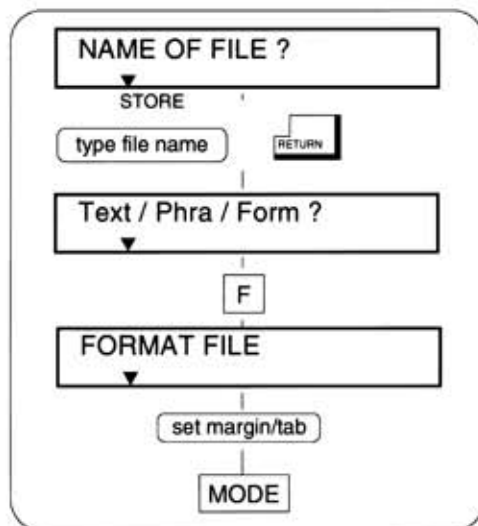 NAME OF FILE ?
STORE
type file name RETURN
Text / Phra / Form ?
F
FORMAT FILE
set margin/tab
MODE